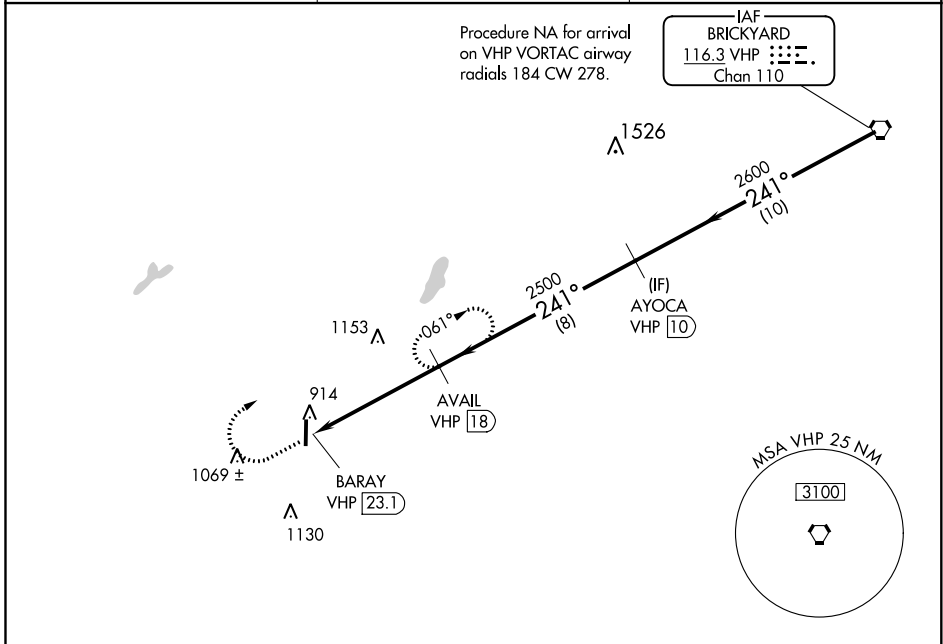 Procedure NA for arrival
on VHP VORTAC airway
radials 184 CW 278.
IAF
BRICKYARD
116.3 VHP
Chan 110
1526
2600
241°
(10)
2500
241°
(8)
(IF)
AYOCA
VHP 10
1153
061°
AVAIL
VHP 18
914
1069 ±
BARAY
VHP 23.1
1130
MSA VHP 25 NM
3100